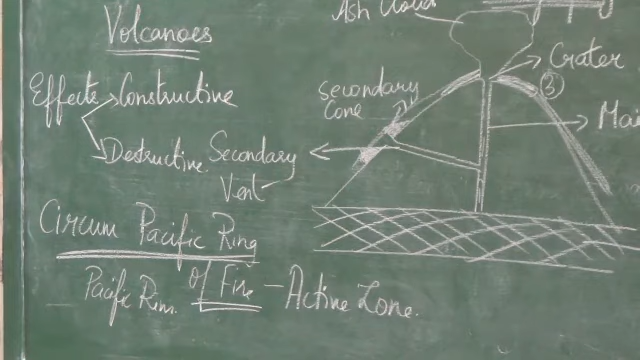 Volcanoes
Effects Constructive
Destructive.
Circum Pacific Ring
of Fire - Active Zone.
Pacific Rim.
Ash Cloud
Crater
3
Secondary
Cone
Mai
Secondary
Vent